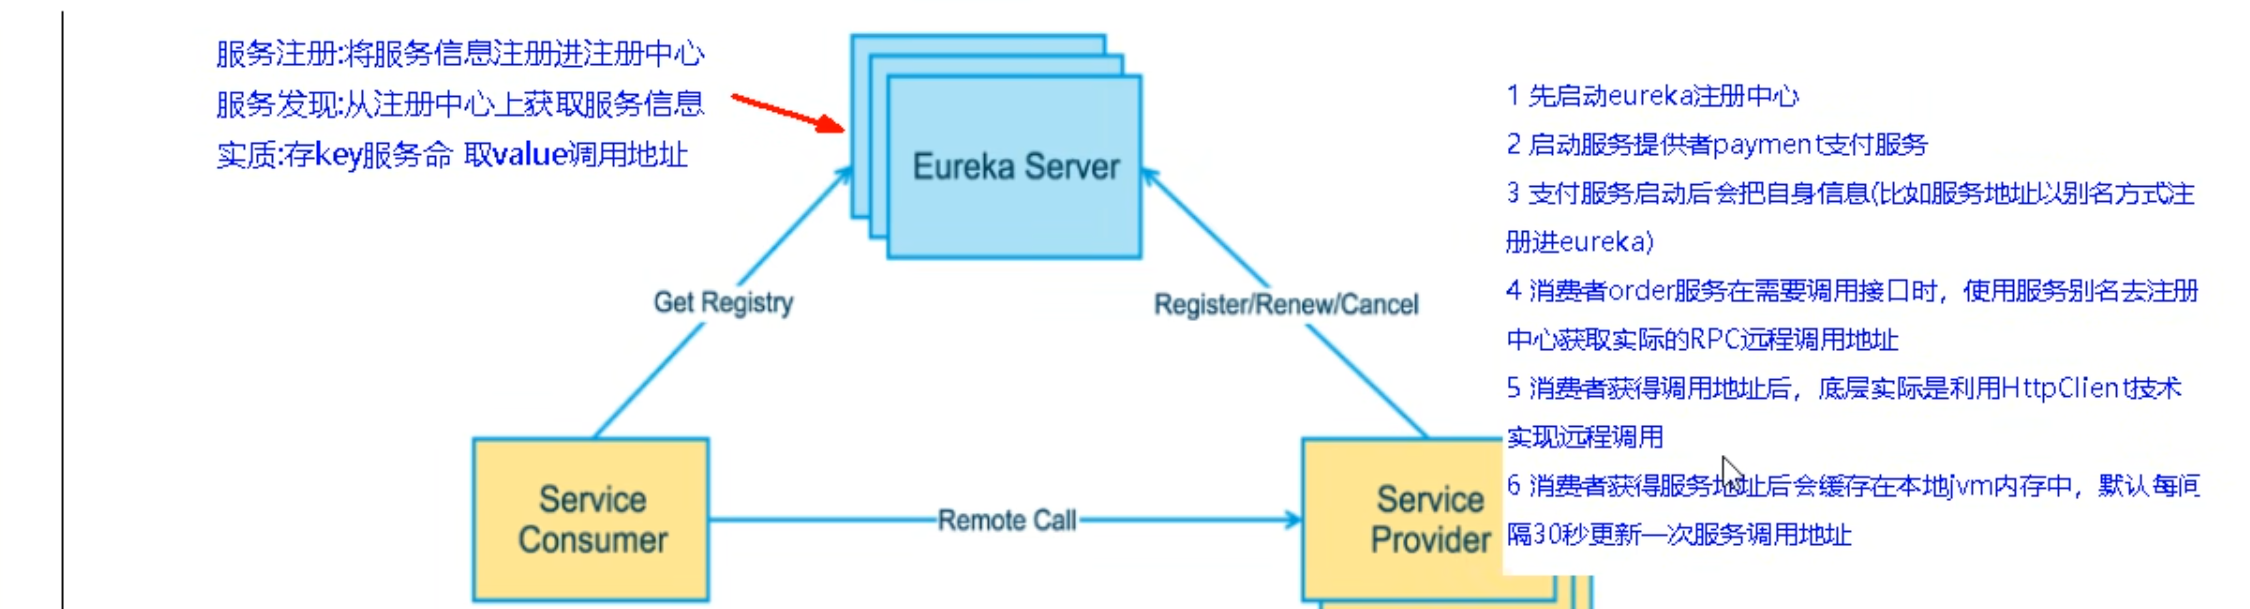 服务注册:将服务信息注册进注册中心
服务发现:从注册中心上获取服务信息
实质:存key服务命 取value调用地址
Eureka Server
Get Registry
Register/Renew/Cancel
Service
Consumer
Remote Call
Service
Provider
1 先启动eureka注册中心
2 启动服务提供者payment支付服务
3 支付服务启动后会把自身信息(比如服务地址以别名方式注
册进eureka)
4 消费者order服务在需要调用接口时，使用服务别名去注册
中心获取实际的RPC远程调用地址
5 消费者获得调用地址后，底层实际是利用HttpClient技术
实现远程调用
6 消费者获得服务地址后会缓存在本地jvm内存中，默认每间
隔30秒更新一次服务调用地址